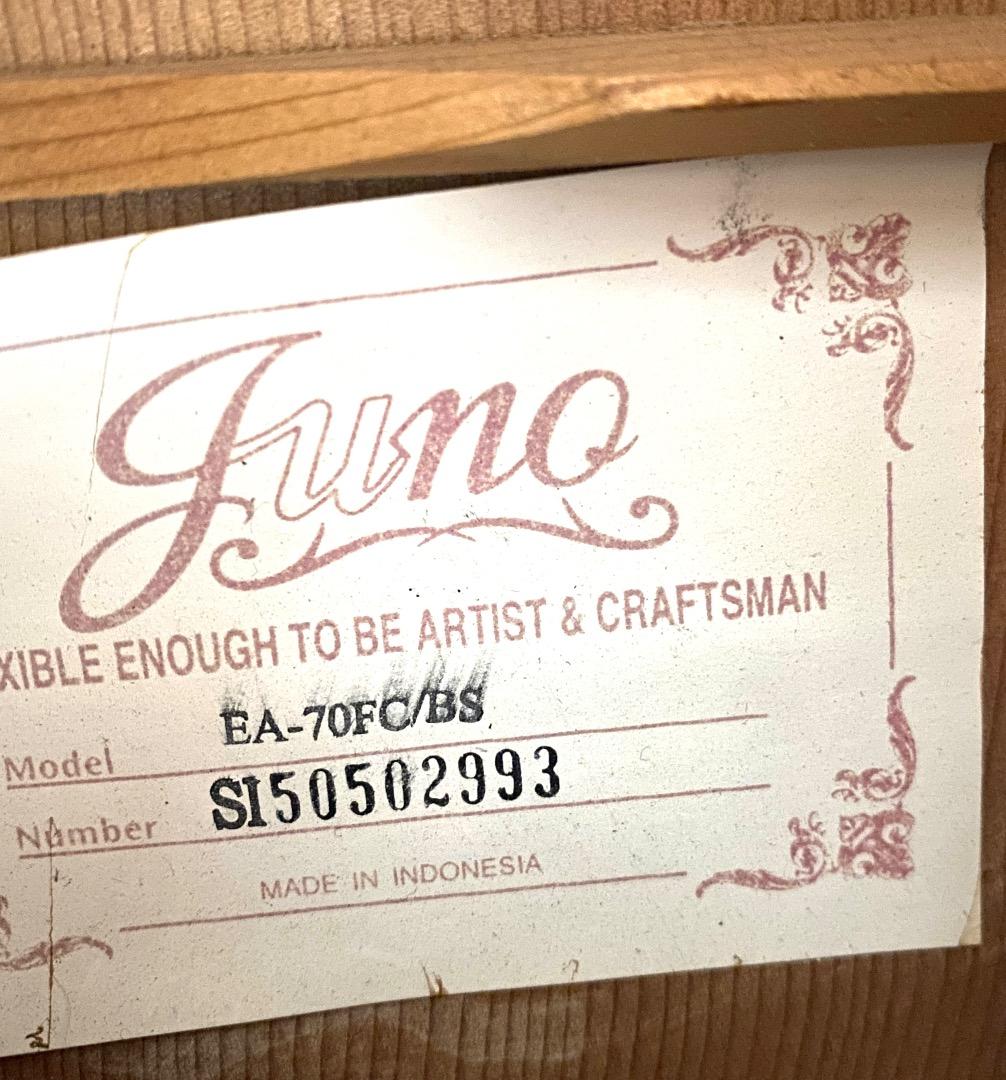 Juno
XIBLE ENOUGH TO BE ARTIST & CRAFTSMAN
Model EA-70FC/BS
Number SI50502993
MADE IN INDONESIA